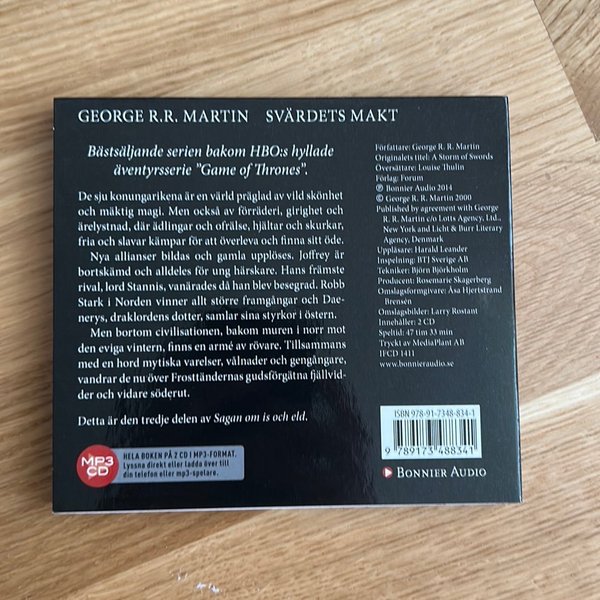 GEORGE R.R. MARTIN SVÄRDETS MAKT
Bästsäljande serien bakom HBO:s hyllade
äventyrsserie ”Game of Thrones”.
De sju konungarikena är en värld präglad av vild skönhet
och mäktig magi. Men också av förräderi, girighet och
ärelystnad, där ädlingar och ofrälse, hjältar och skurkar,
fria och slavar kämpar för att överleva och finna sitt öde.
Nya allianser bildas och gamla upplöses. Joffrey är
bortskämd och alldeles för ung härskare. Hans främste
rival, lord Stannis, vanärades då han blev besegrad. Robb
Stark i Norden vinner allt större framgångar och Dae-
nerys, draklordens dotter, samlar sina styrkor i östern.
Men bortom civilisationen, bakom muren i norr mot
den eviga vintern, finns en armé av rövare. Tillsammans
med en hord mytiska varelser, vålnader och gengångare,
vandrar de nu över Frosttändernas gudsförgätna fjällvid-
der och vidare söderut.
Detta är den tredje delen av Sagan om is och eld.
MP3
CD
HELA BOKEN PÅ 2 CD I MP3-FORMAT.
Lyssna direkt eller ladda över till
din telefon eller mp3-spelare.
Författare: George R. R. Martin
Originalets titel: A Storm of Swords
Översättare: Louise Thulin
Förlag: Forum
℗ Bonnier Audio 2014
© George R. R. Martin 2000
Published by agreement with George
R. R. Martin c/o Lotts Agency, Ltd.,
New York and Licht & Burr Literary
Agency, Denmark
Uppläsare: Harald Leander
Inspelning: BTJ Sverige AB
Tekniker: Björn Björkholm
Producent: Rosemarie Skagerberg
Omslagsformgivare: Åsa Hjertstrand
Brensén
Omslagsbilder: Larry Rostant
Innehåller: 2 CD
Speltid: 47 tim 33 min
Tryckt av MediaPlant AB
IFCD 1411
www.bonnieraudio.se
ISBN 978-91-7348-834-1
9 789173 488341
BONNIER AUDIO